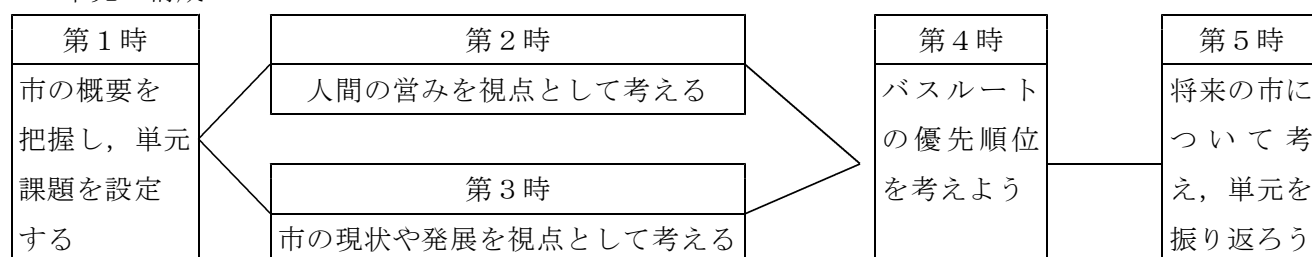 第１時
市の概要を
把握し，単元
課題を設定
する
第２時
人間の営みを視点として考える
第３時
市の現状や発展を視点として考える
第４時
バスルート
の優先順位
を考えよう
第５時
将来の市に
ついて考
え，単元を
振り返ろう